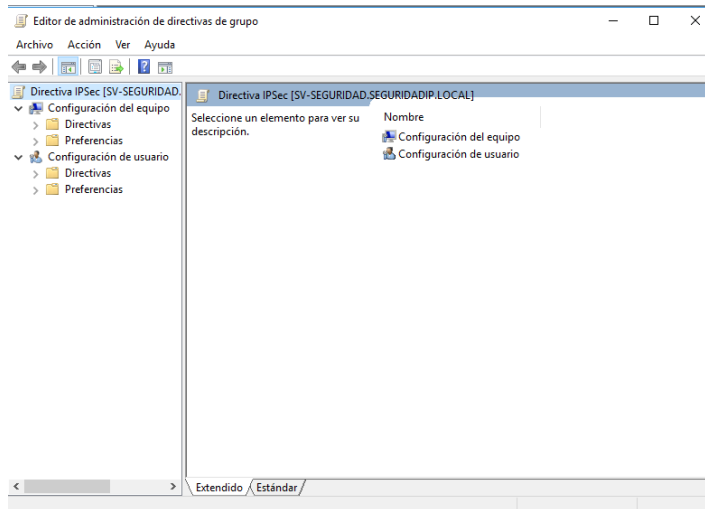 Editor de administración de directivas de grupo
Archivo Acción Ver Ayuda
Directiva IPSec [SV-SEGURIDAD.
Configuración del equipo
Directivas
Preferencias
Configuración de usuario
Directivas
Preferencias
Directiva IPSec [SV-SEGURIDAD.SEGURIDADIP.LOCAL]
Seleccione un elemento para ver su
descripción.
Nombre
Configuración del equipo
Configuración de usuario
Extendido Estándar